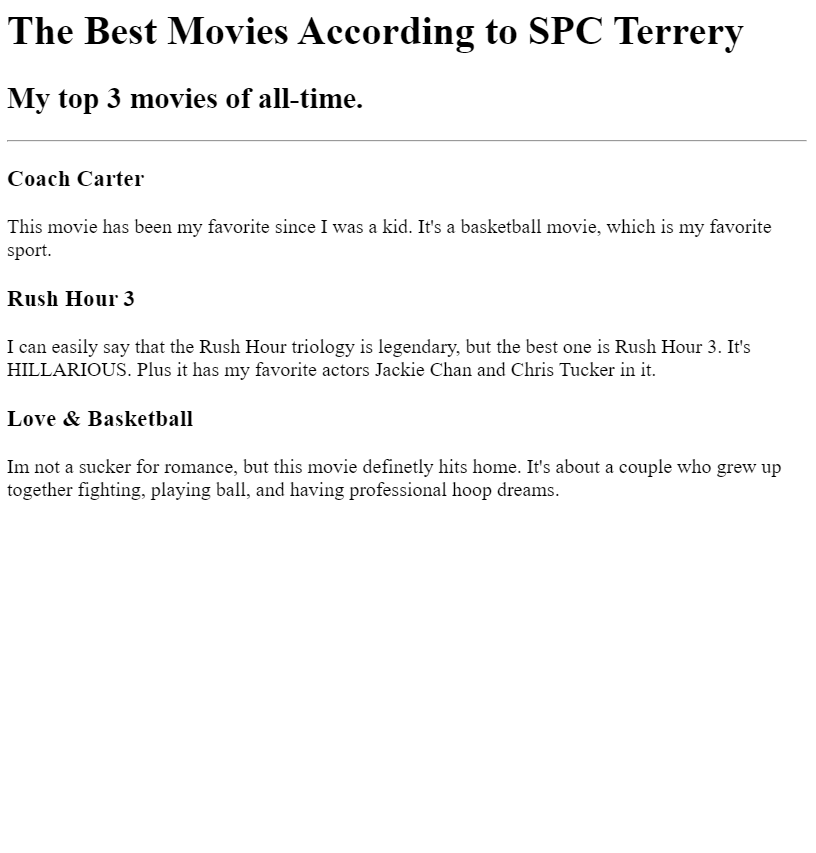 The Best Movies According to SPC Terrery
My top 3 movies of all-time.
Coach Carter
This movie has been my favorite since I was a kid. It's a basketball movie, which is my favorite
sport.
Rush Hour 3
I can easily say that the Rush Hour triology is legendary, but the best one is Rush Hour 3. It's
HILLARIOUS. Plus it has my favorite actors Jackie Chan and Chris Tucker in it.
Love & Basketball
Im not a sucker for romance, but this movie definetly hits home. It's about a couple who grew up
together fighting, playing ball, and having professional hoop dreams.